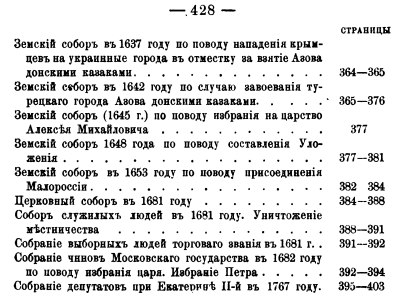 — 428 —
СТРАНИЦЫ
Земскій соборъ въ 1637 году по поводу нападенія крым-
цевъ на украинные города въ отместку за взятіе Азова
донскими казаками . . . . . . . . . . . . . 364—365
Земскій соборъ въ 1642 году по случаю завоеванія ту-
рецкаго города Азова донскими казаками. . . . . 365—376
Земскій соборъ (1645 г.) по поводу избранія на царство
Алексѣя Михайловича . . . . . . . . . . . . 377
Земскій соборъ 1648 года по поводу составленія Уло-
женія . . . . . . . . . . . . . . . . . . 377—381
Земскій соборъ въ 1653 году по поводу присоединенія
Малороссіи . . . . . . . . . . . . . . . . 382 384
Церковный соборъ въ 1681 году . . . . . . . . . 384—388
Соборъ служилыхъ людей въ 1681 году. Уничтоженіе
мѣстничества . . . . . . . . . . . . . . . 388—391
Собраніе выборныхъ людей торговаго званія въ 1681 г. . 391—392
Собраніе чиновъ Московскаго государства въ 1682 году
по поводу избранія царя. Избраніе Петра . . . . . 392—394
Собраніе депутатовъ при Екатеринѣ II-й въ 1767 году. 395—403